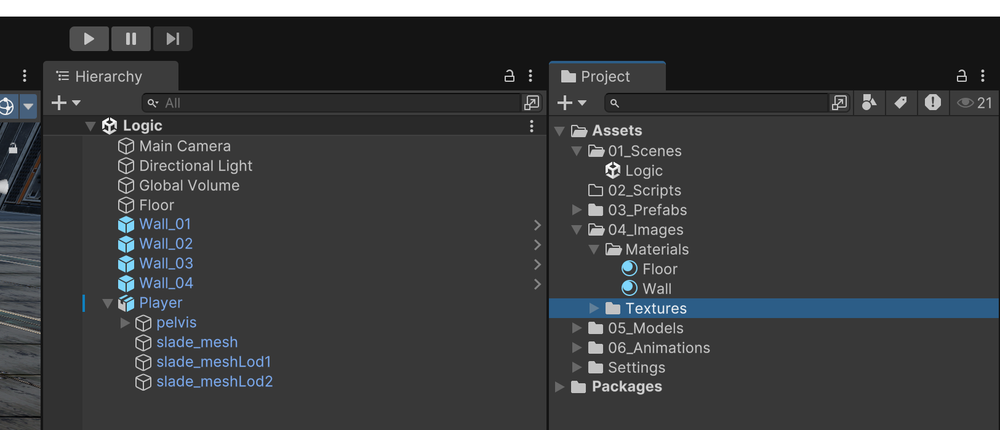 Hierarchy
All
Logic
Main Camera
Directional Light
Global Volume
Floor
Wall_01
Wall_02
Wall_03
Wall_04
Player
pelvis
slade_mesh
slade_meshLod1
slade_meshLod2
Project
21
Assets
01_Scenes
Logic
02_Scripts
03_Prefabs
04_Images
Materials
Floor
Wall
Textures
05_Models
06_Animations
Settings
Packages